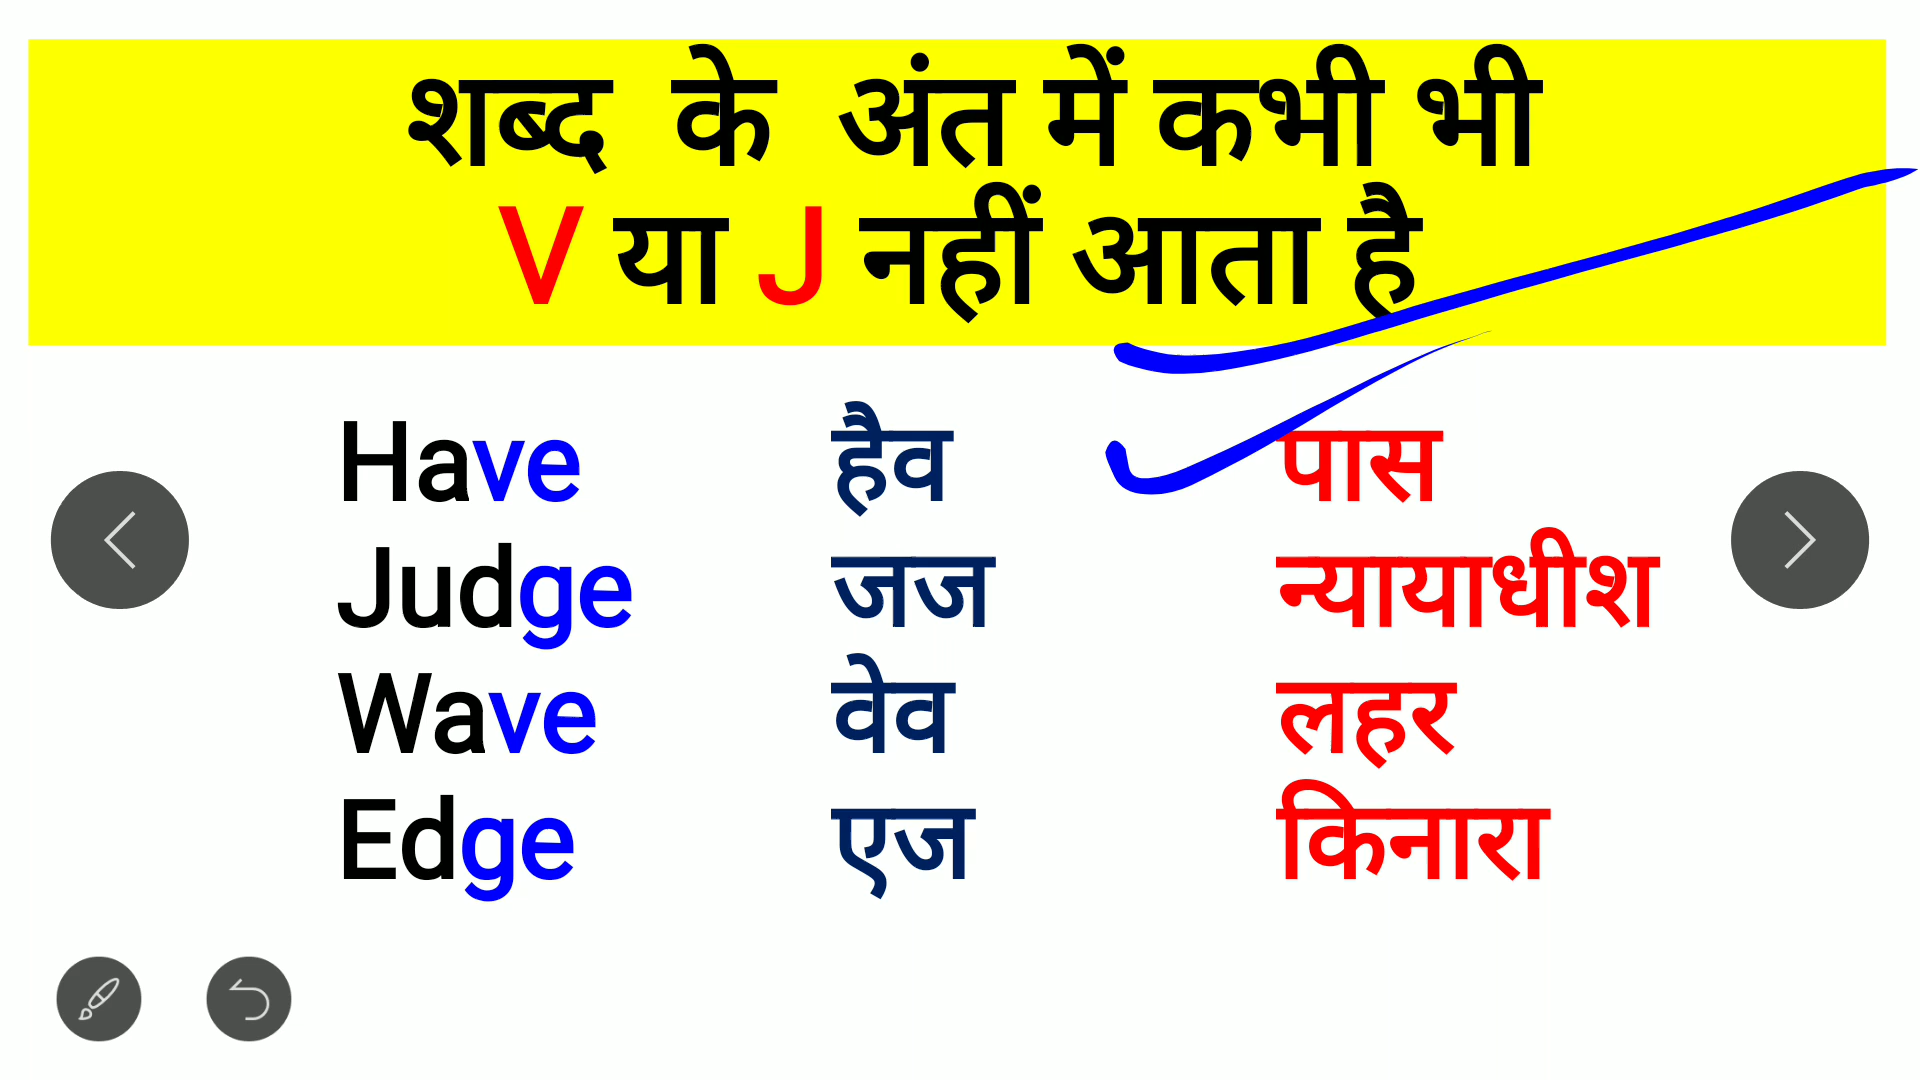 शब्द के अंत में कभी भी
V या J नहीं आता है
Have हैव पास
Judge जज न्यायाधीश
Wave वेव लहर
Edge एज किनारा